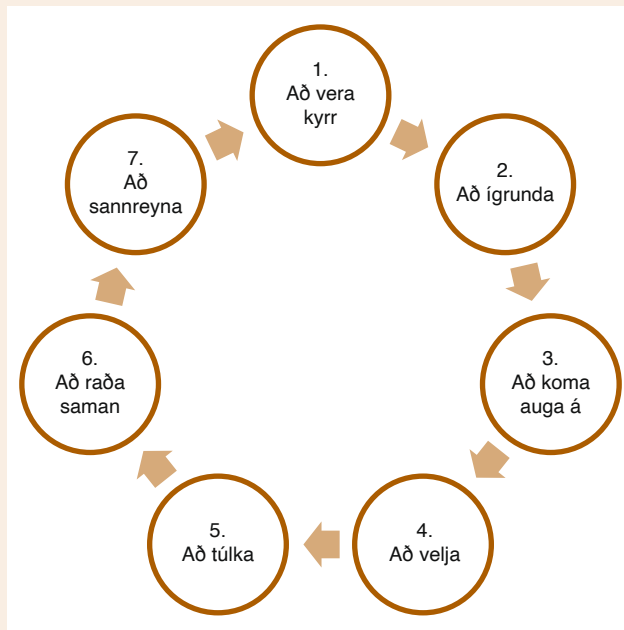 1.
Að vera
kyrr
2.
Að ígrunda
3.
Að koma
auga á
4.
Að velja
5.
Að túlka
6.
Að raða
saman
7.
Að
sannreyna